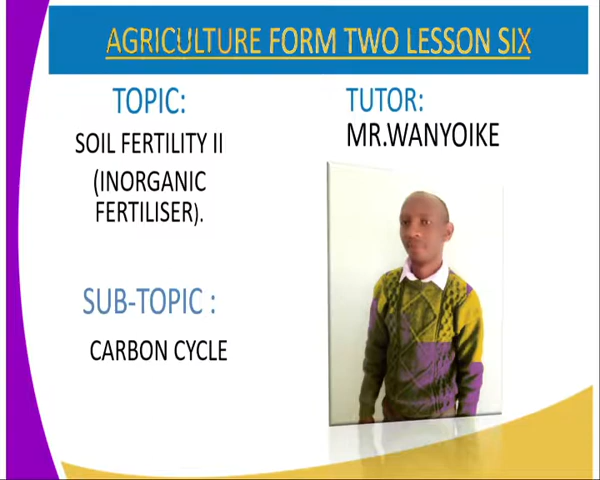 AGRICULTURE FORM TWO LESSON SIX
TOPIC:
SOIL FERTILITY II
(INORGANIC
FERTILISER).
SUB-TOPIC :
CARBON CYCLE
TUTOR:
MR.WANYOIKE